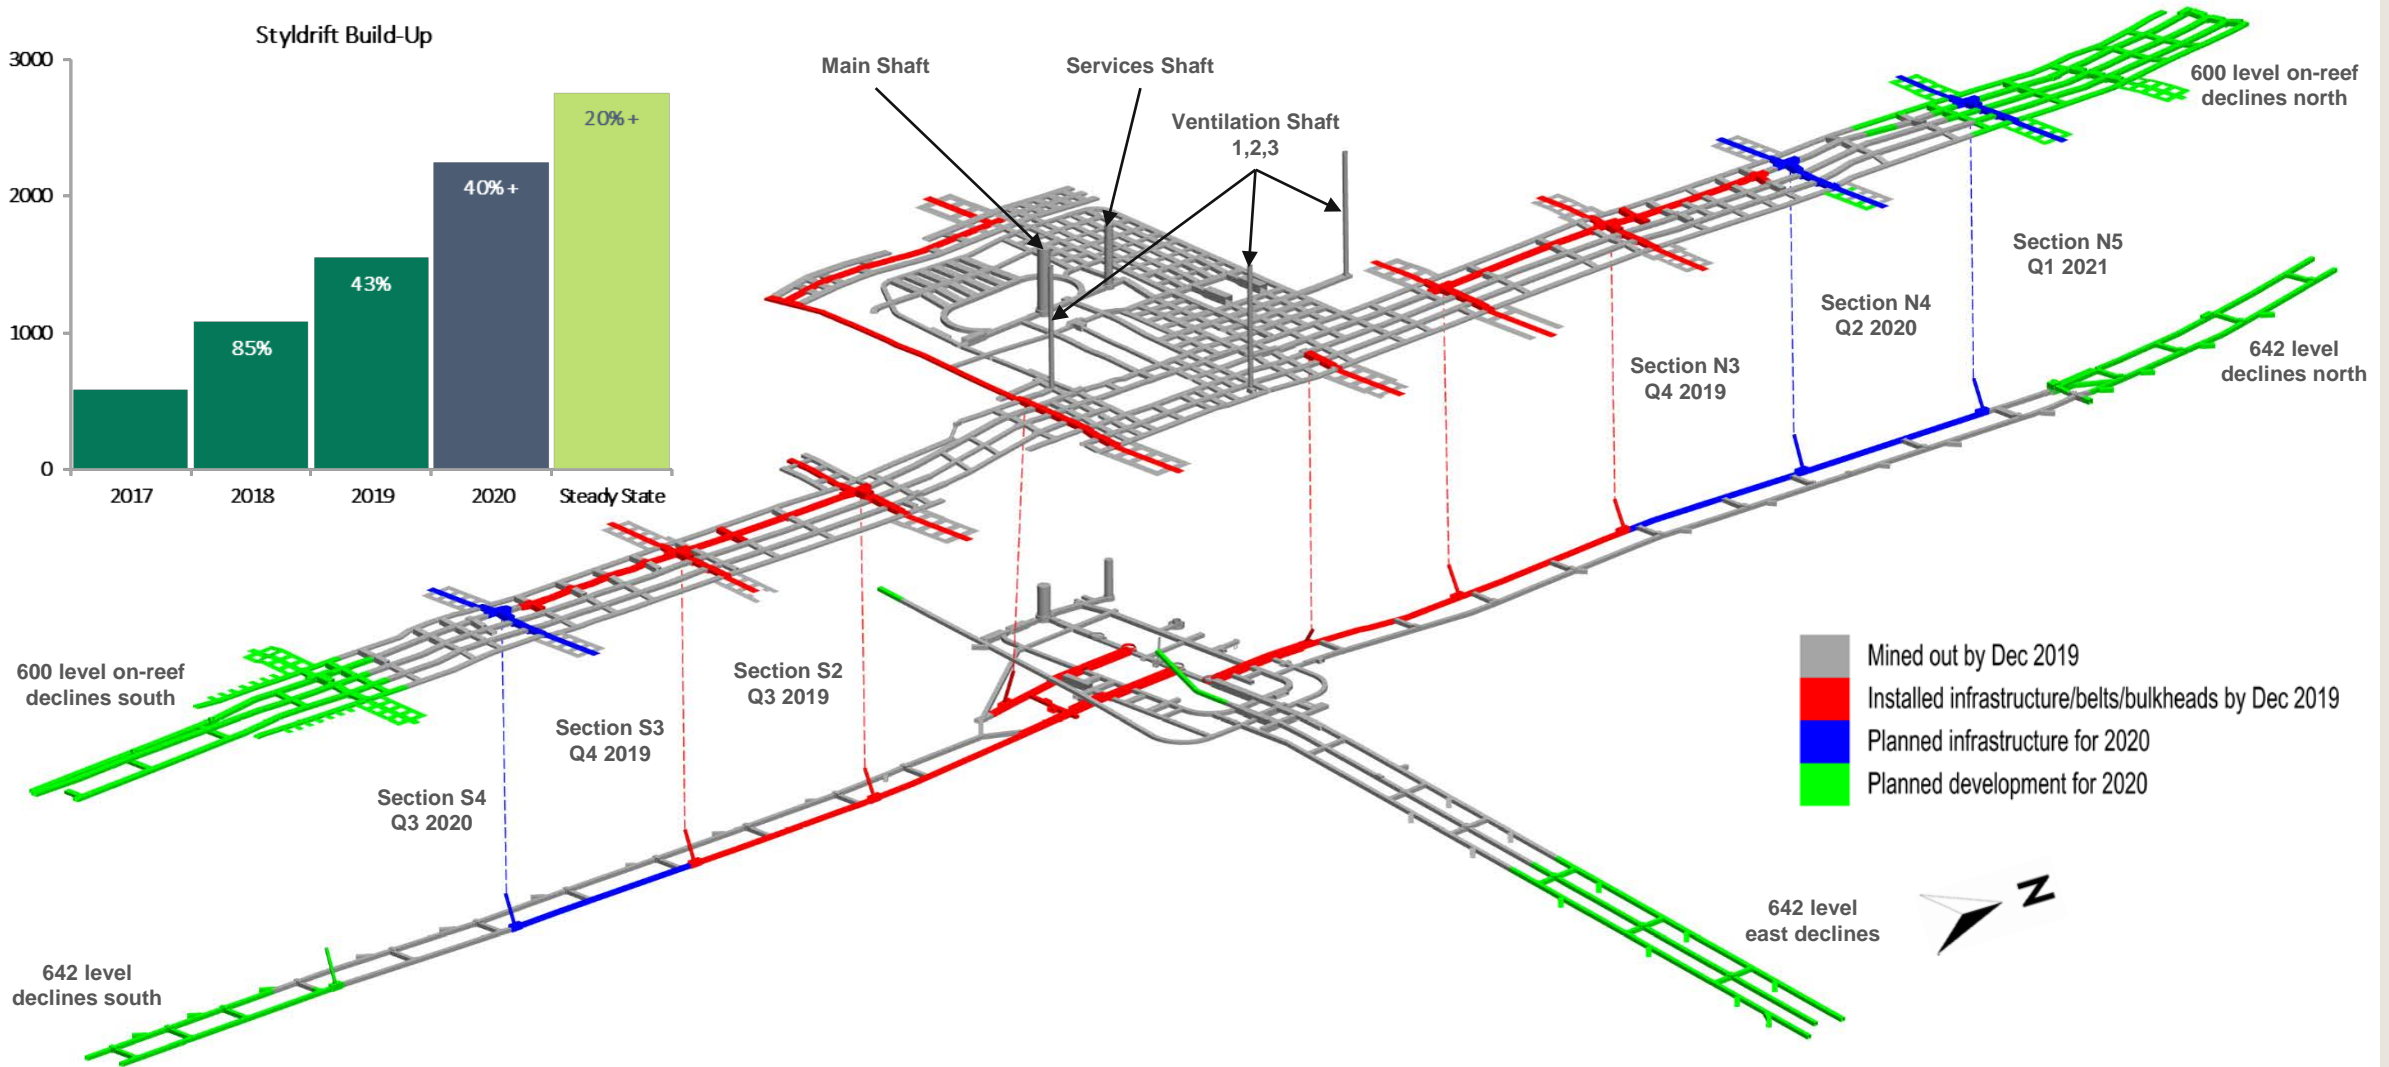 Styldrift Build-Up
3000
2000
1000
0
85%
43%
40%+
20%+
2017
2018
2019
2020
Steady State
Main Shaft
Services Shaft
Ventilation Shaft
1,2,3
600 level on-reef
declines north
Section N5
Q1 2021
Section N4
Q2 2020
Section N3
Q4 2019
642 level
declines north
600 level on-reef
declines south
Section S2
Q3 2019
Section S3
Q4 2019
Section S4
Q3 2020
642 level
declines south
642 level
east declines
Mined out by Dec 2019
Installed infrastructure/belts/bulkheads by Dec 2019
Planned infrastructure for 2020
Planned development for 2020
N